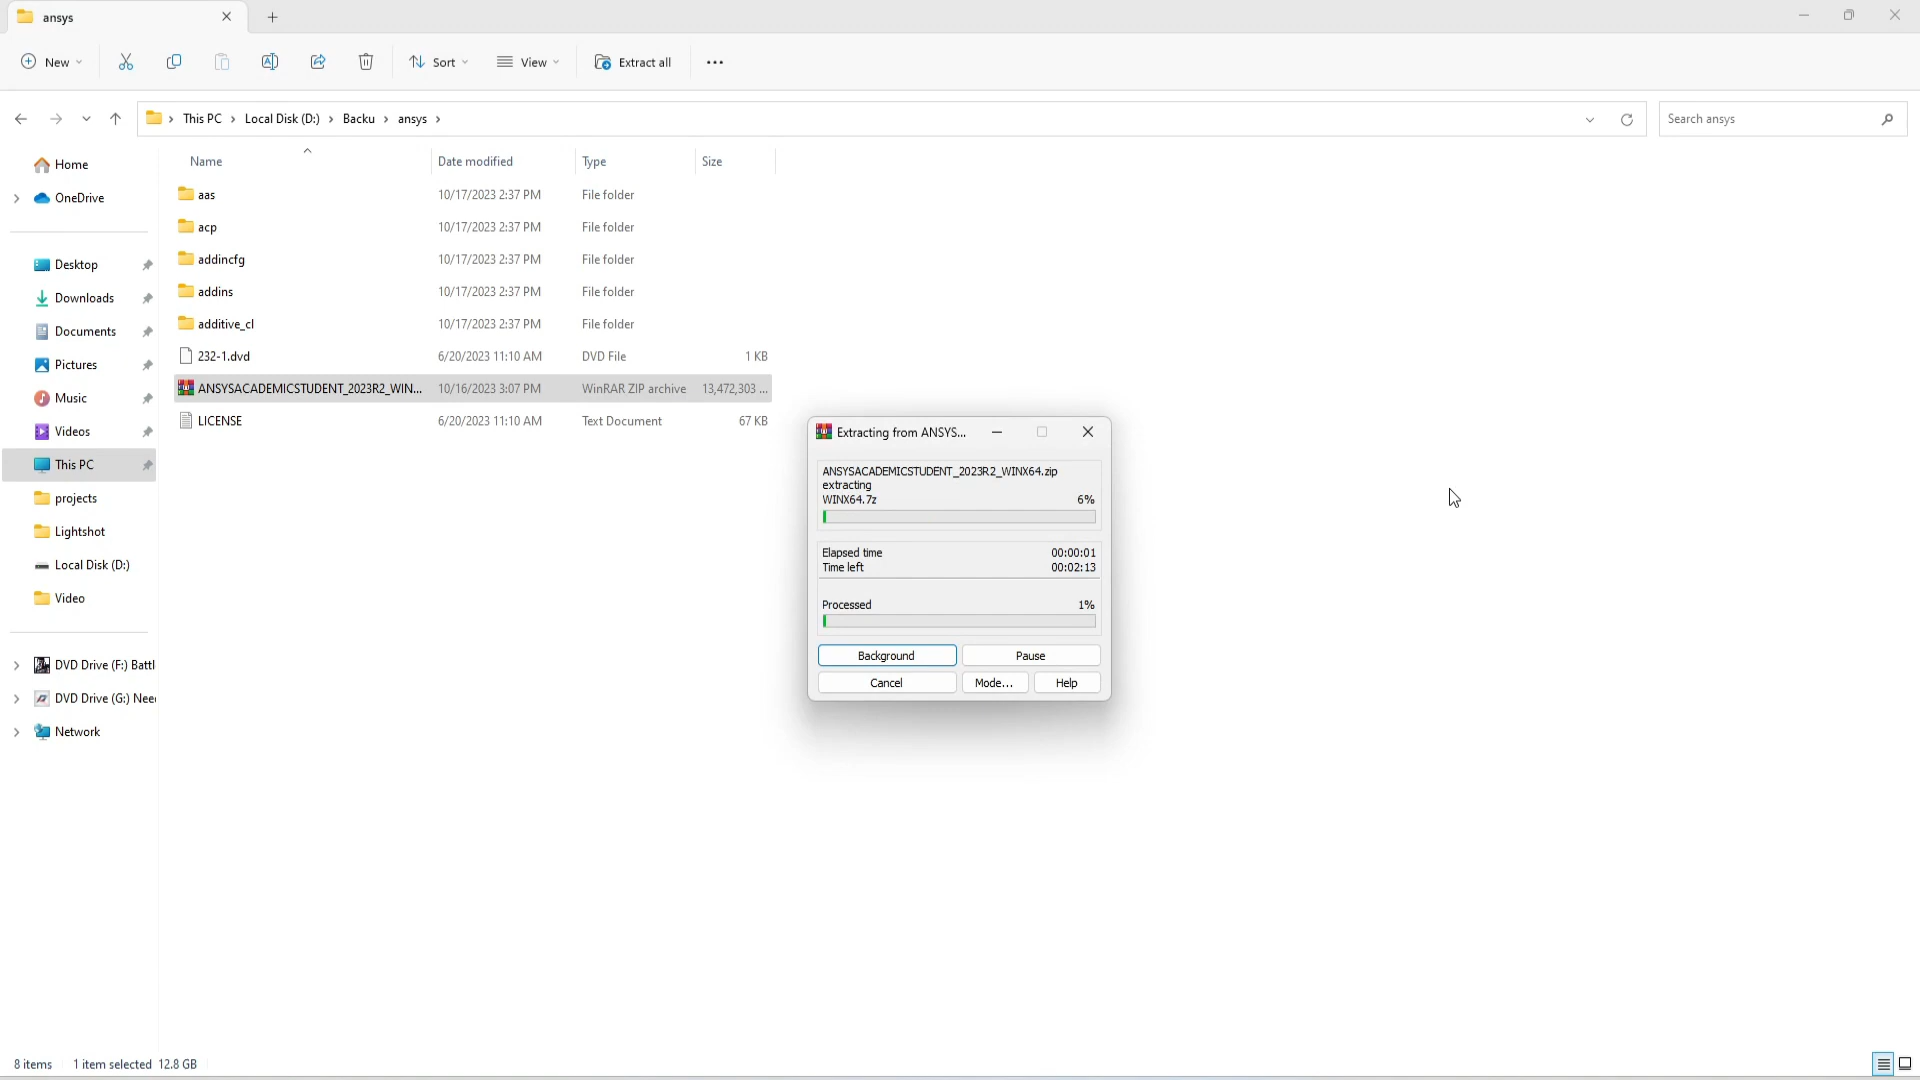 ansys
New
Sort
View
Extract all
This PC
Local Disk (D:)
Backu
ansys
Search ansys
Name
Date modified
Type
Size
Home
OneDrive
Desktop
Downloads
Documents
Pictures
Music
Videos
This PC
projects
Lightshot
Local Disk (D:)
Video
DVD Drive (F:) Battl
DVD Drive (G:) Nee
Network
aas 10/17/2023 2:37 PM File folder
acp 10/17/2023 2:37 PM File folder
addincfg 10/17/2023 2:37 PM File folder
addins 10/17/2023 2:37 PM File folder
additive_cl 10/17/2023 2:37 PM File folder
232-1.dvd 6/20/2023 11:10 AM DVD File 1 KB
ANSYSACADEMICSTUDENT_2023R2_WIN... 10/16/2023 3:07 PM WinRAR ZIP archive 13,472,303 ...
LICENSE 6/20/2023 11:10 AM Text Document 67 KB
Extracting from ANSYS...
ANSYSACADEMICSTUDENT_2023R2_WINX64.zip
extracting
WINX64.7z 6%
Elapsed time 00:00:01
Time left 00:02:13
Processed 1%
Background Pause
Cancel Mode... Help
8 items 1 item selected 12.8 GB